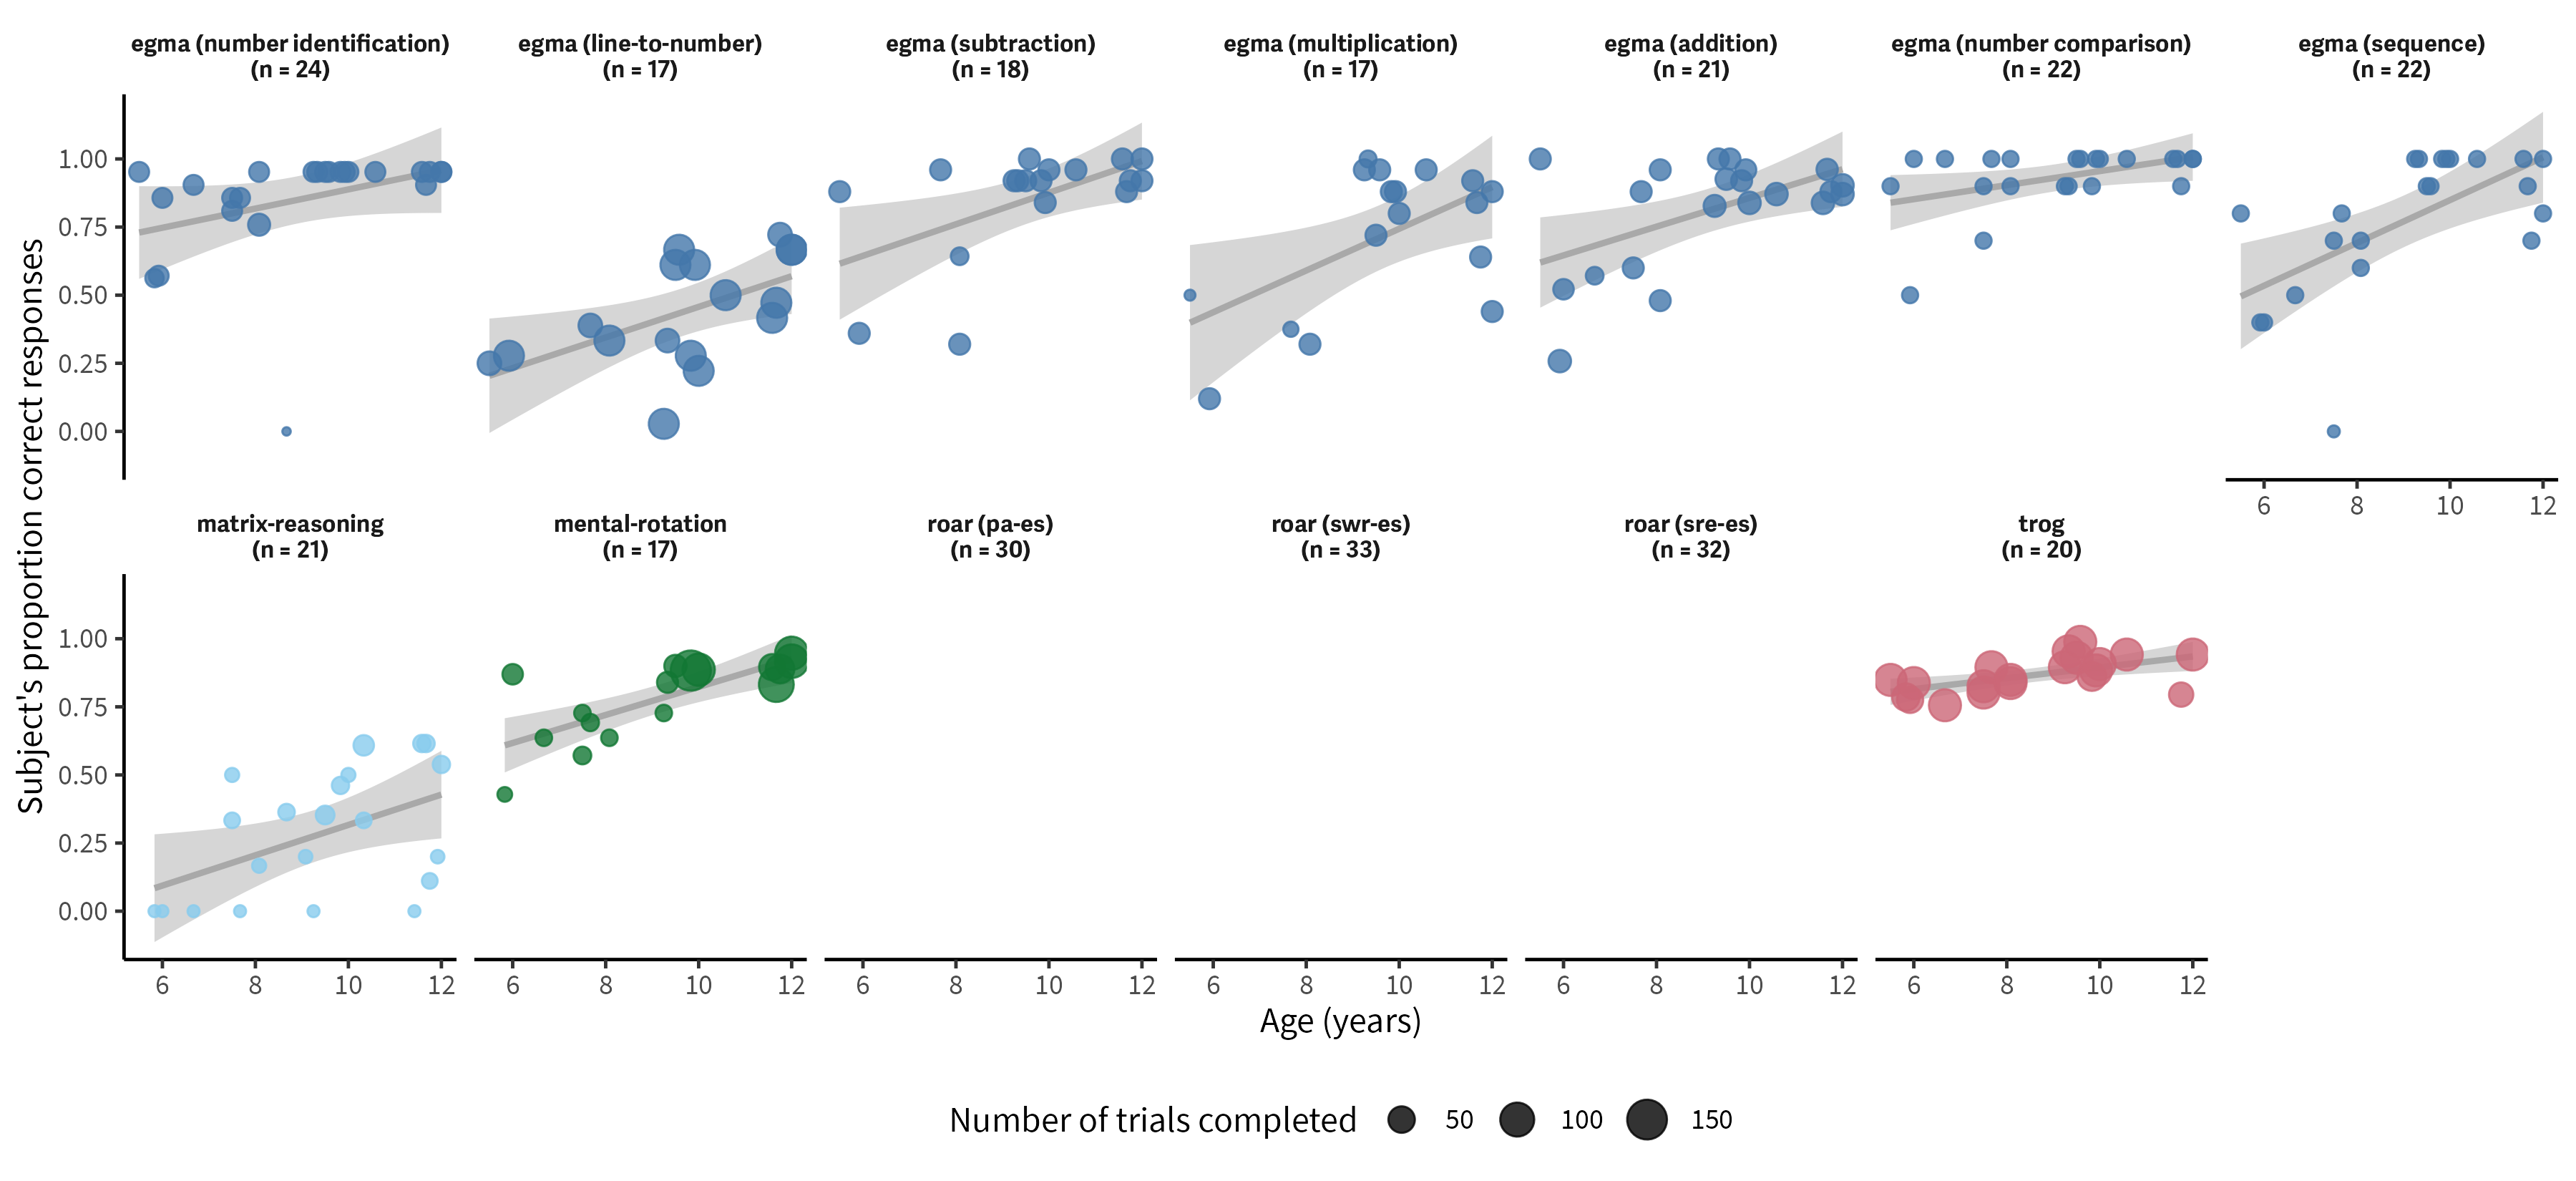 egma (number identification)
(n = 24)
egma (line-to-number)
(n = 17)
egma (subtraction)
(n = 18)
egma (multiplication)
(n = 17)
egma (addition)
(n = 21)
egma (number comparison)
(n = 22)
egma (sequence)
(n = 22)
1.00
0.75
0.50
0.25
0.00
6 8 10 12
matrix-reasoning
(n = 21)
mental-rotation
(n = 17)
roar (pa-es)
(n = 30)
roar (swr-es)
(n = 33)
roar (sre-es)
(n = 32)
trog
(n = 20)
1.00
0.75
0.50
0.25
0.00
6 8 10 12
6 8 10 12
6 8 10 12
6 8 10 12
6 8 10 12
6 8 10 12
Subject's proportion correct responses
Age (years)
Number of trials completed 50 100 150